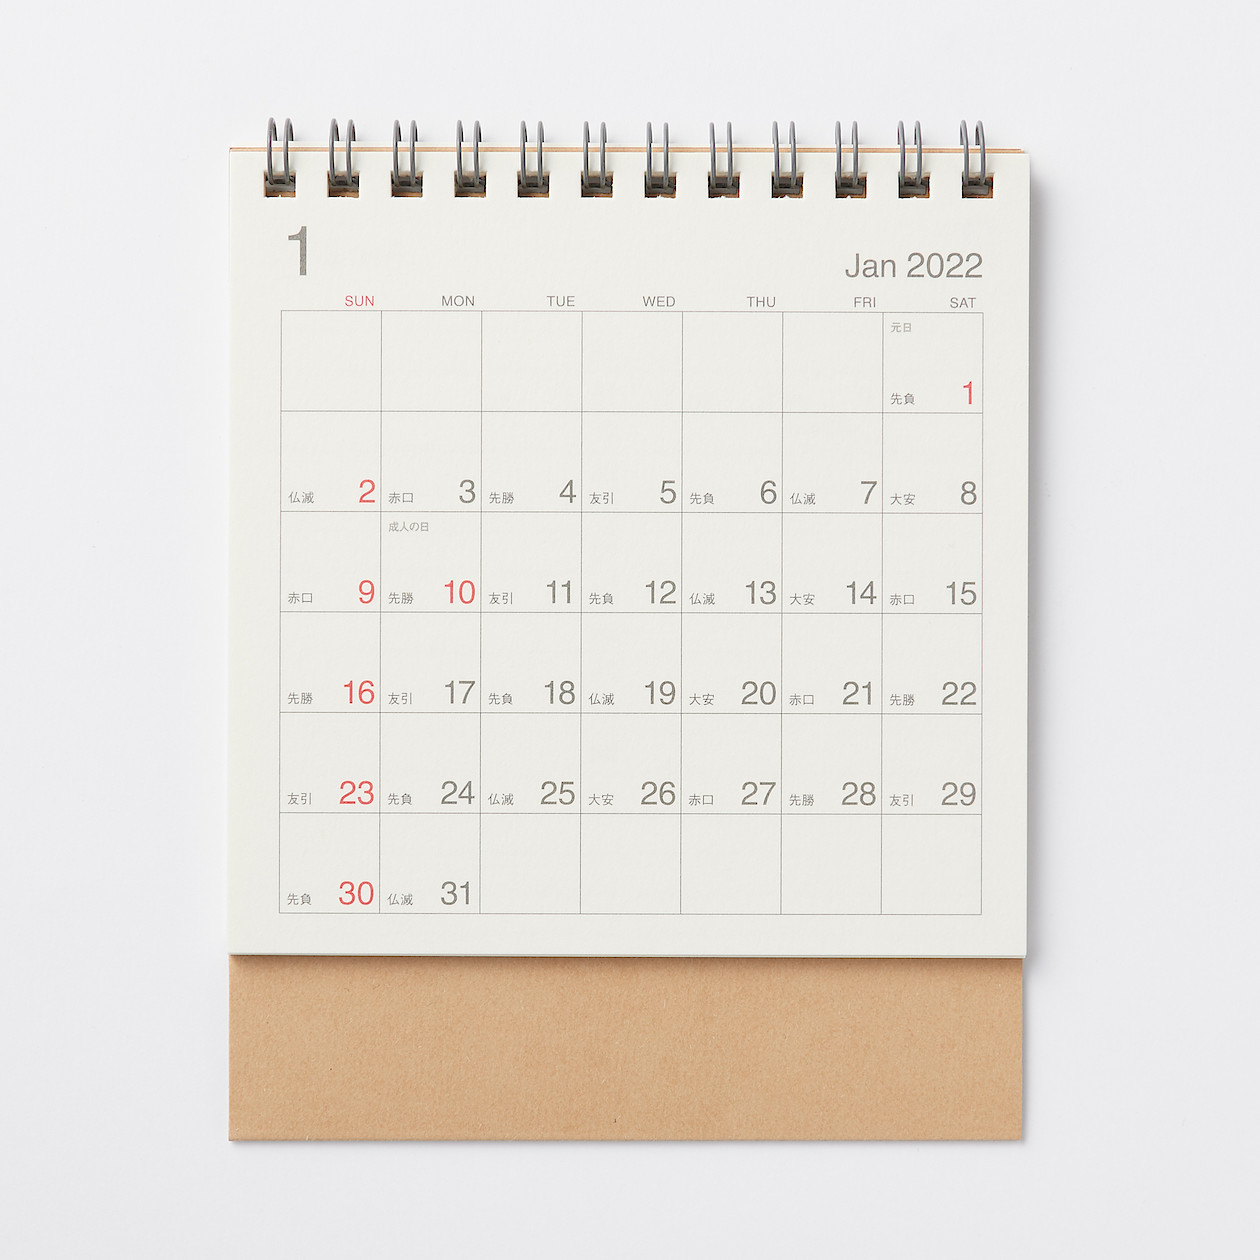 1
Jan 2022
SUN MON TUE WED THU FRI SAT
元日
先負 1
仏滅 2 赤口 3 先勝 4 友引 5 先負 6 仏滅 7 大安 8
成人の日
赤口 9 先勝 10 友引 11 先負 12 仏滅 13 大安 14 赤口 15
先勝 16 友引 17 先負 18 仏滅 19 大安 20 赤口 21 先勝 22
友引 23 先負 24 仏滅 25 大安 26 赤口 27 先勝 28 友引 29
先負 30 仏滅 31